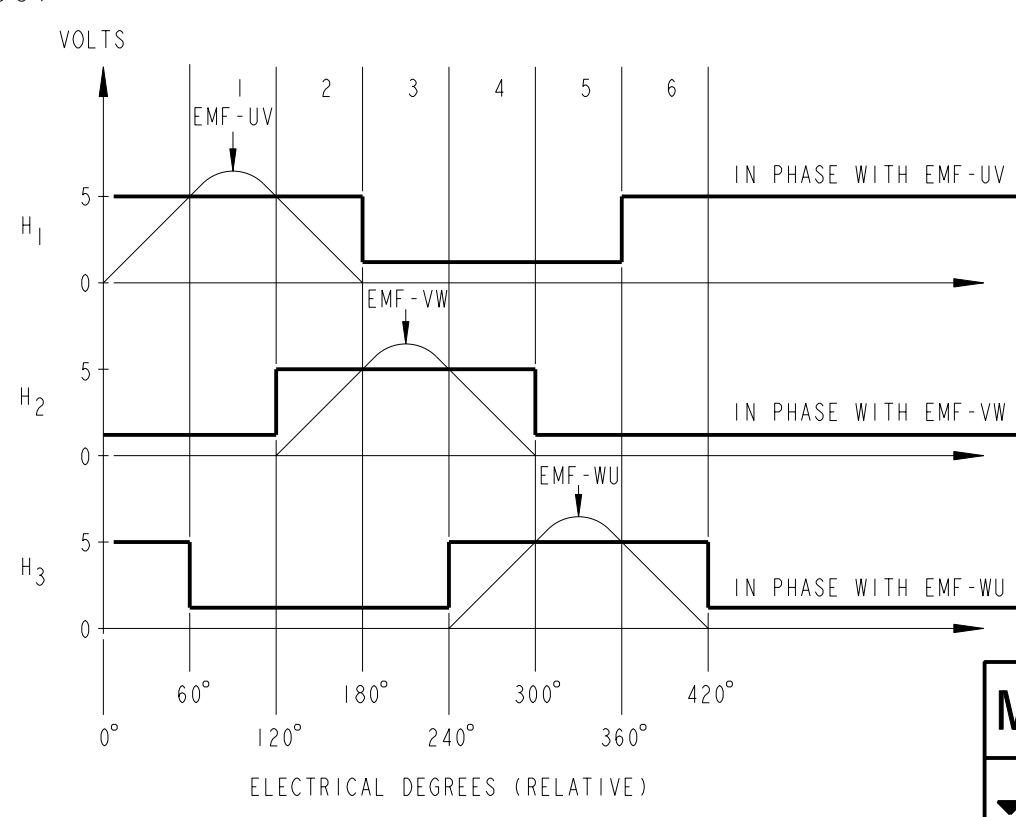 VOLTS
1 2 3 4 5 6
EMF-UV
IN PHASE WITH EMF-UV
5
H1
0
EMF-VW
5
H2
IN PHASE WITH EMF-VW
0
EMF-WU
5
H3
IN PHASE WITH EMF-WU
0
60° 180° 300° 420°
0° 120° 240° 360°
ELECTRICAL DEGREES (RELATIVE)